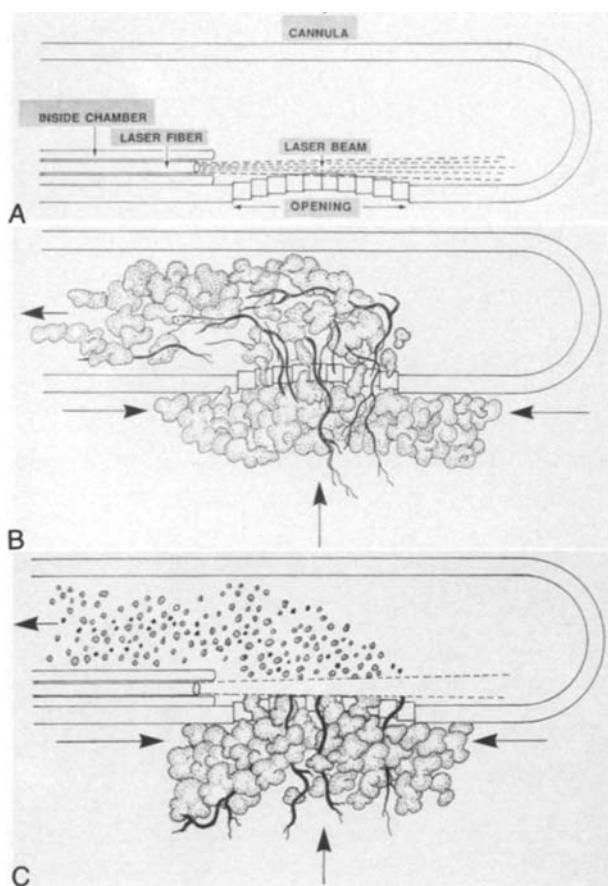 CANNULA
INSIDE CHAMBER
LASER FIBER
LASER BEAM
OPENING
A
B
C